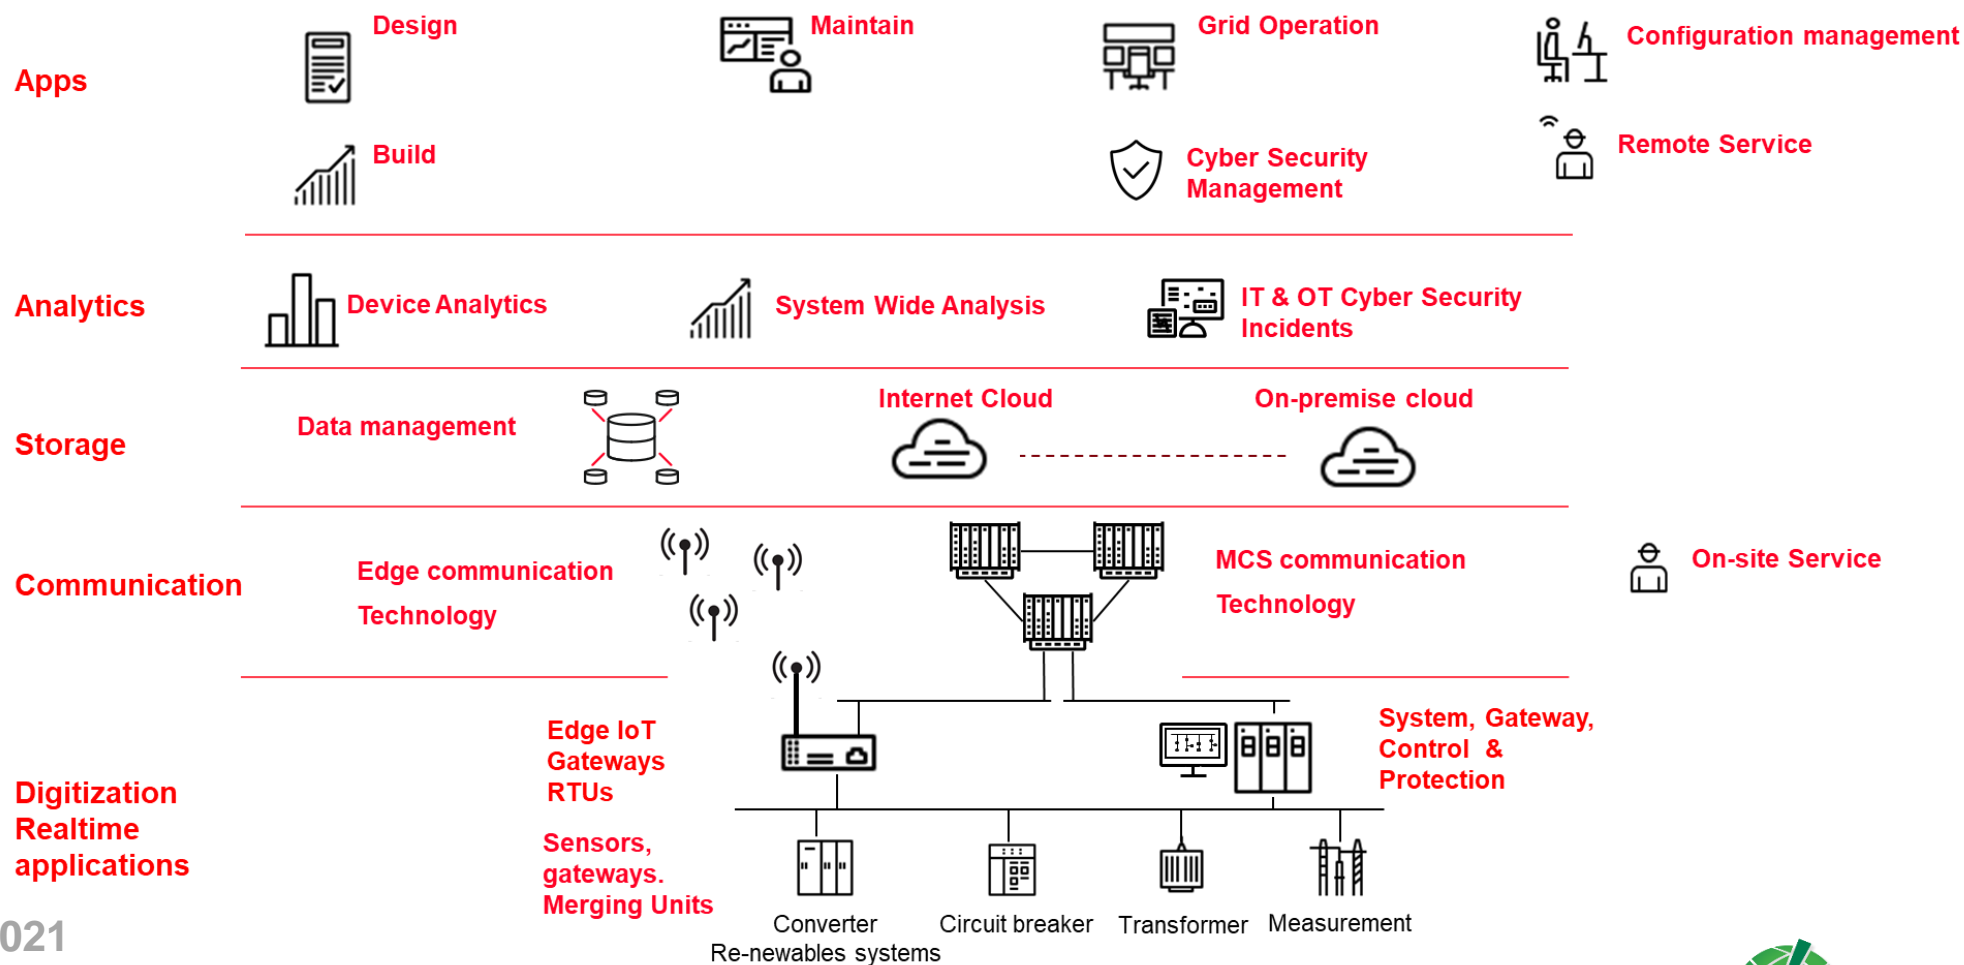 Design
Maintain
Grid Operation
Configuration management
Apps
Build
Cyber Security
Management
Remote Service
Analytics
Device Analytics
System Wide Analysis
IT & OT Cyber Security
Incidents
Storage
Data management
Internet Cloud
On-premise cloud
Communication
Edge communication
Technology
MCS communication
Technology
On-site Service
Digitization
Realtime
applications
Edge IoT
Gateways
RTUs
System, Gateway,
Control &
Protection
Sensors,
gateways.
Merging Units
Converter
Re-newables systems
Circuit breaker
Transformer
Measurement
021